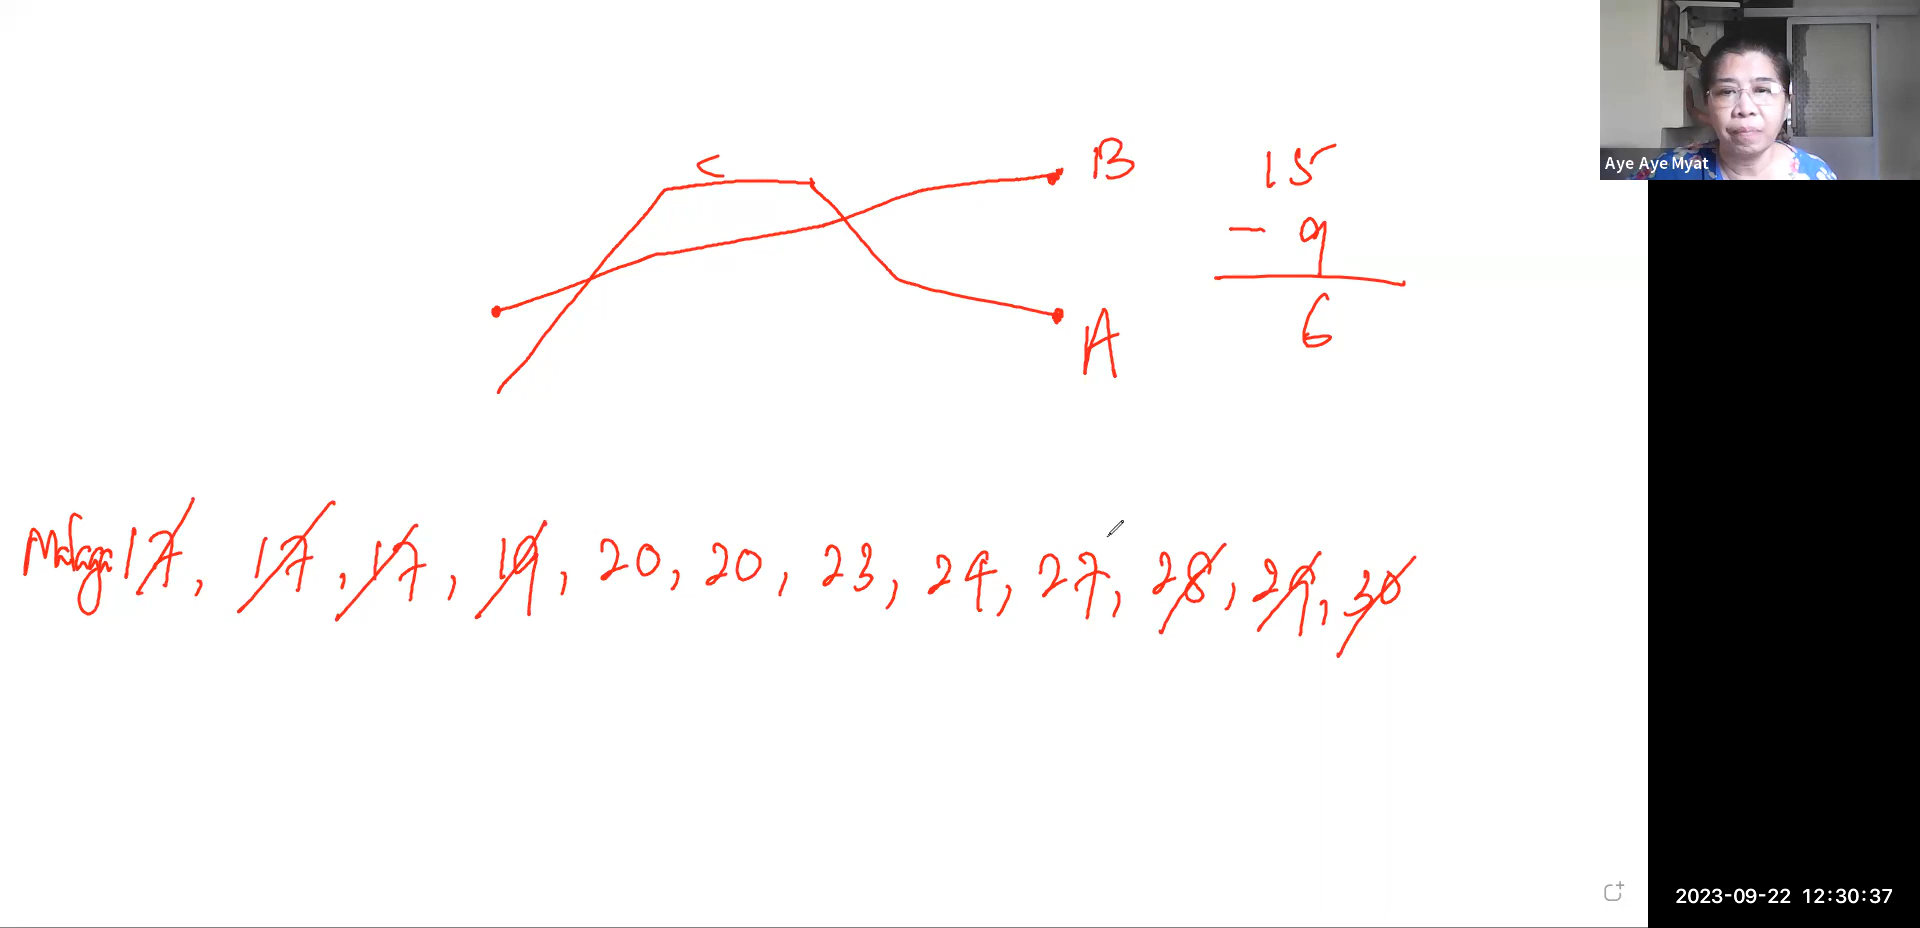 Aye Aye Myat
C
B
A
15
- 9
6
Malaga 17, 17, 17, 19, 20, 20, 23, 24, 27, 28, 29, 30
2023-09-22 12:30:37